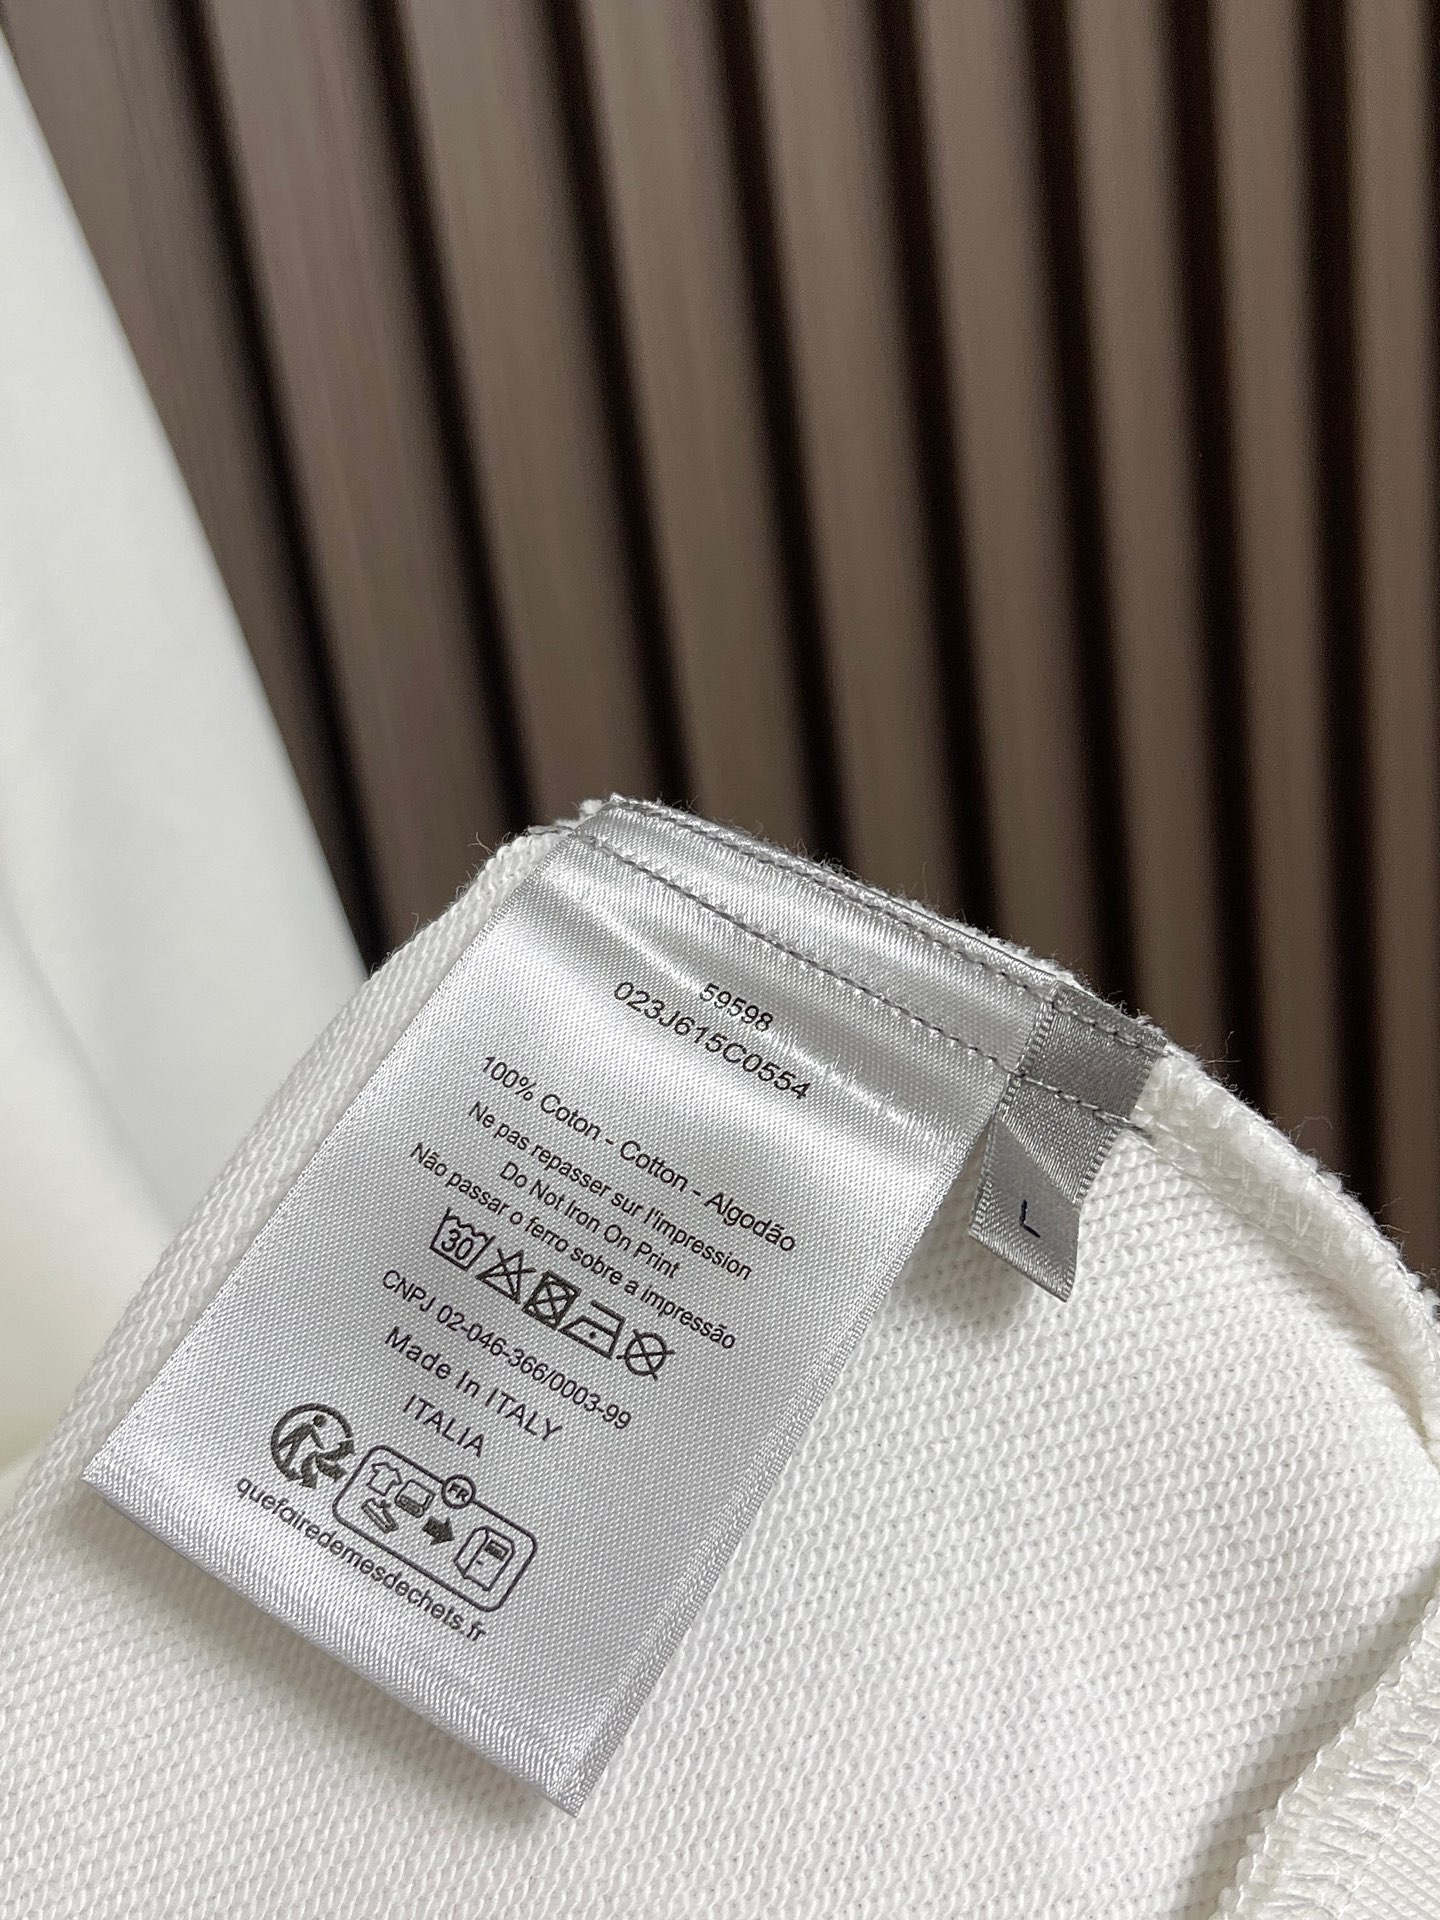 59598
023J615C0554
100% Coton - Cotton - Algodão
Ne pas repasser sur l'impression
Do Not Iron On Print
Não passar o ferro sobre a impressão
30
CNPJ 02-046-366/0003-99
Made In ITALY
ITALIA
FR
quefairedemesdechets.fr
L